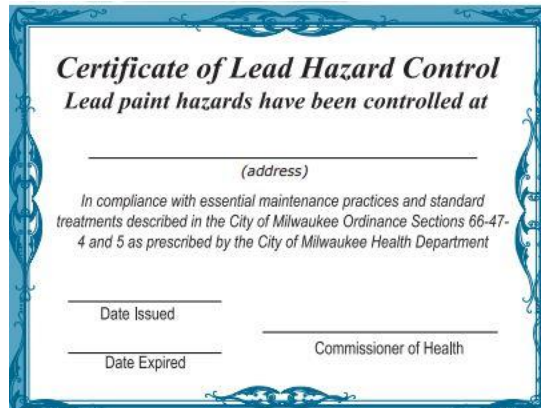 Certificate of Lead Hazard Control
Lead paint hazards have been controlled at
(address)
In compliance with essential maintenance practices and standard
treatments described in the City of Milwaukee Ordinance Sections 66-47-
4 and 5 as prescribed by the City of Milwaukee Health Department
Date Issued
Commissioner of Health
Date Expired